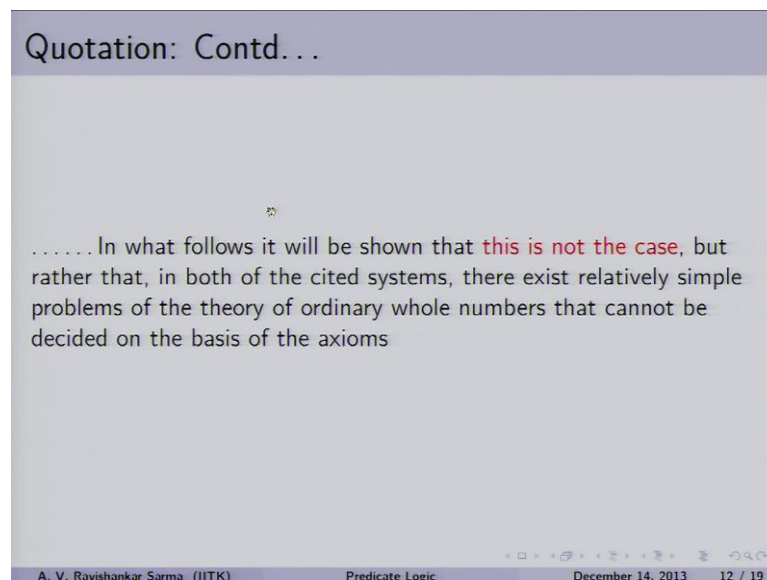 Quotation: Contd...
......In what follows it will be shown that this is not the case, but
rather that, in both of the cited systems, there exist relatively simple
problems of the theory of ordinary whole numbers that cannot be
decided on the basis of the axioms
A. V. Ravishankar Sarma (IITK) Predicate Logic December 14, 2013 12 / 19